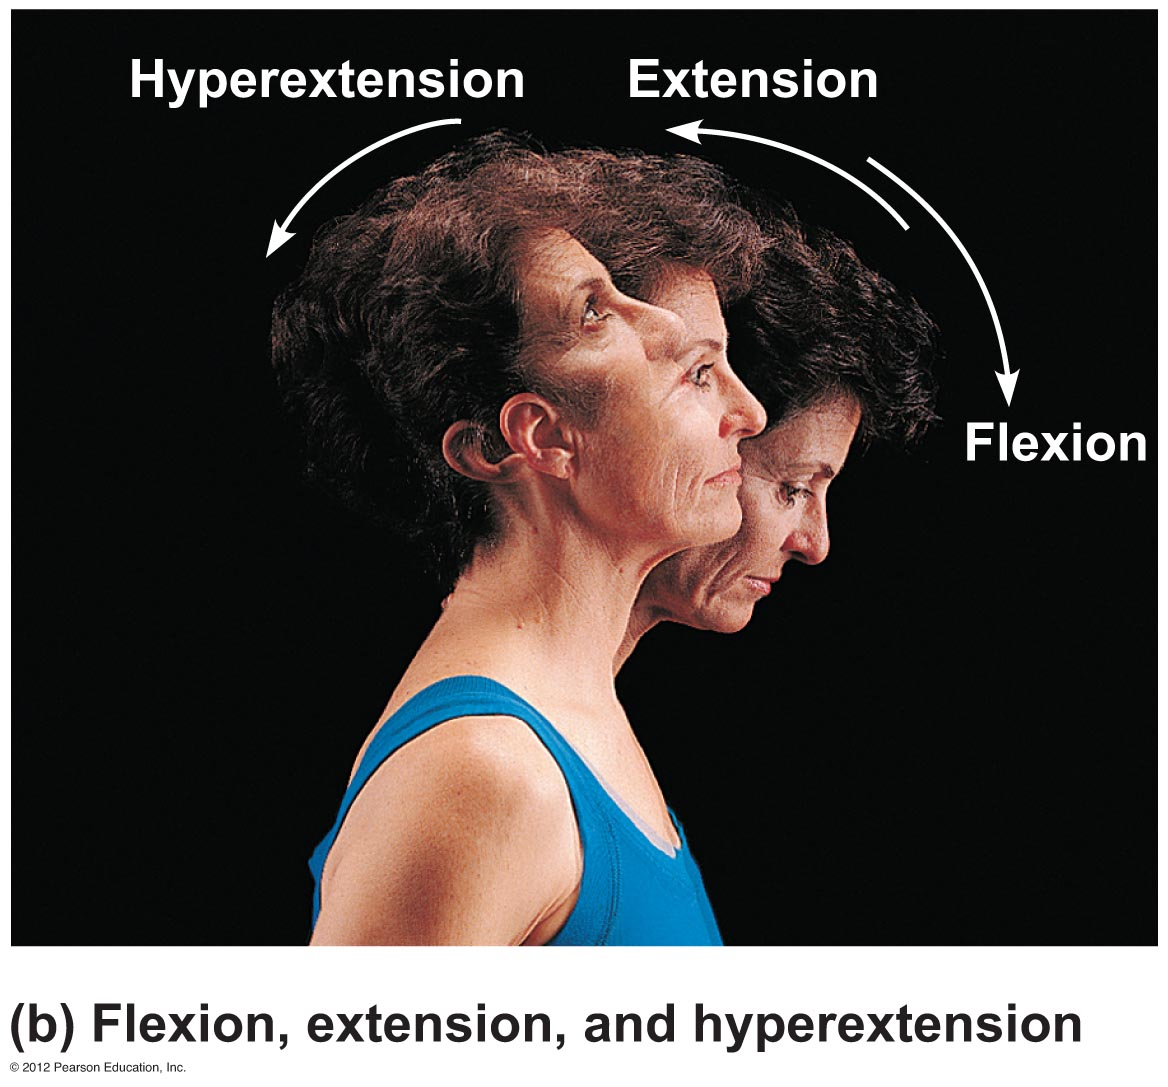 Hyperextension
Extension
Flexion
(b) Flexion, extension, and hyperextension
© 2012 Pearson Education, Inc.